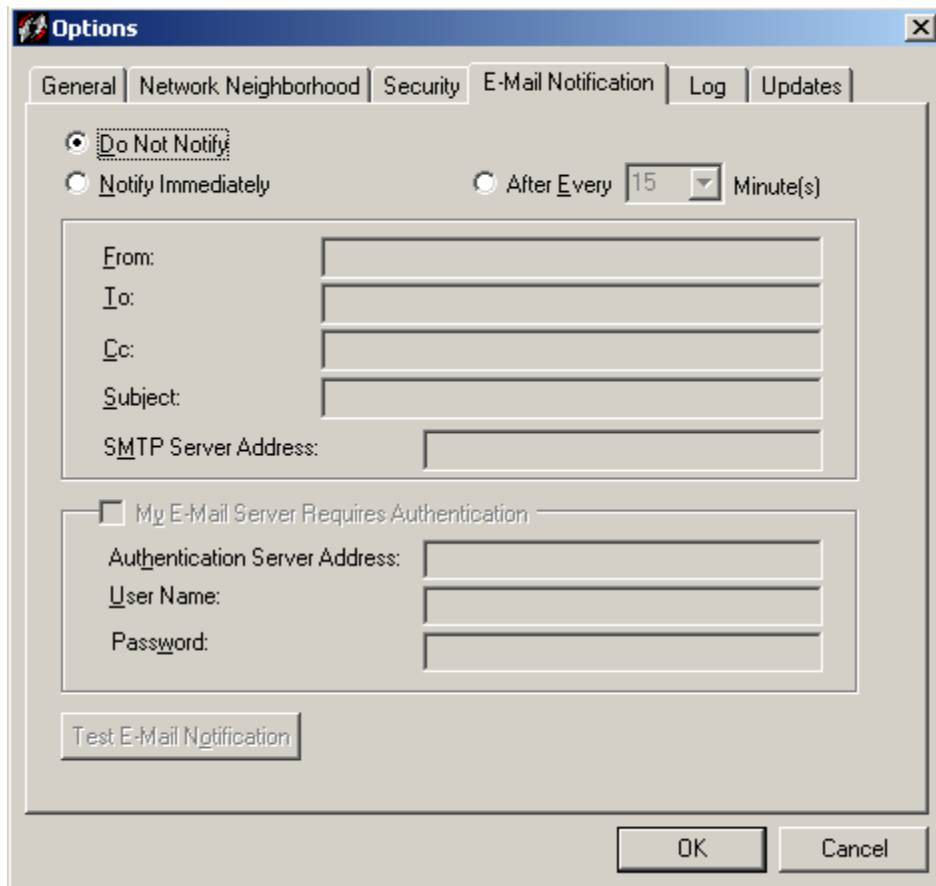 Options
General Network Neighborhood Security E-Mail Notification Log Updates
Do Not Notify
Notify Immediately After Every 15 Minute(s)
From:
To:
Cc:
Subject:
SMTP Server Address:
My E-Mail Server Requires Authentication
Authentication Server Address:
User Name:
Password:
Test E-Mail Notification
OK Cancel